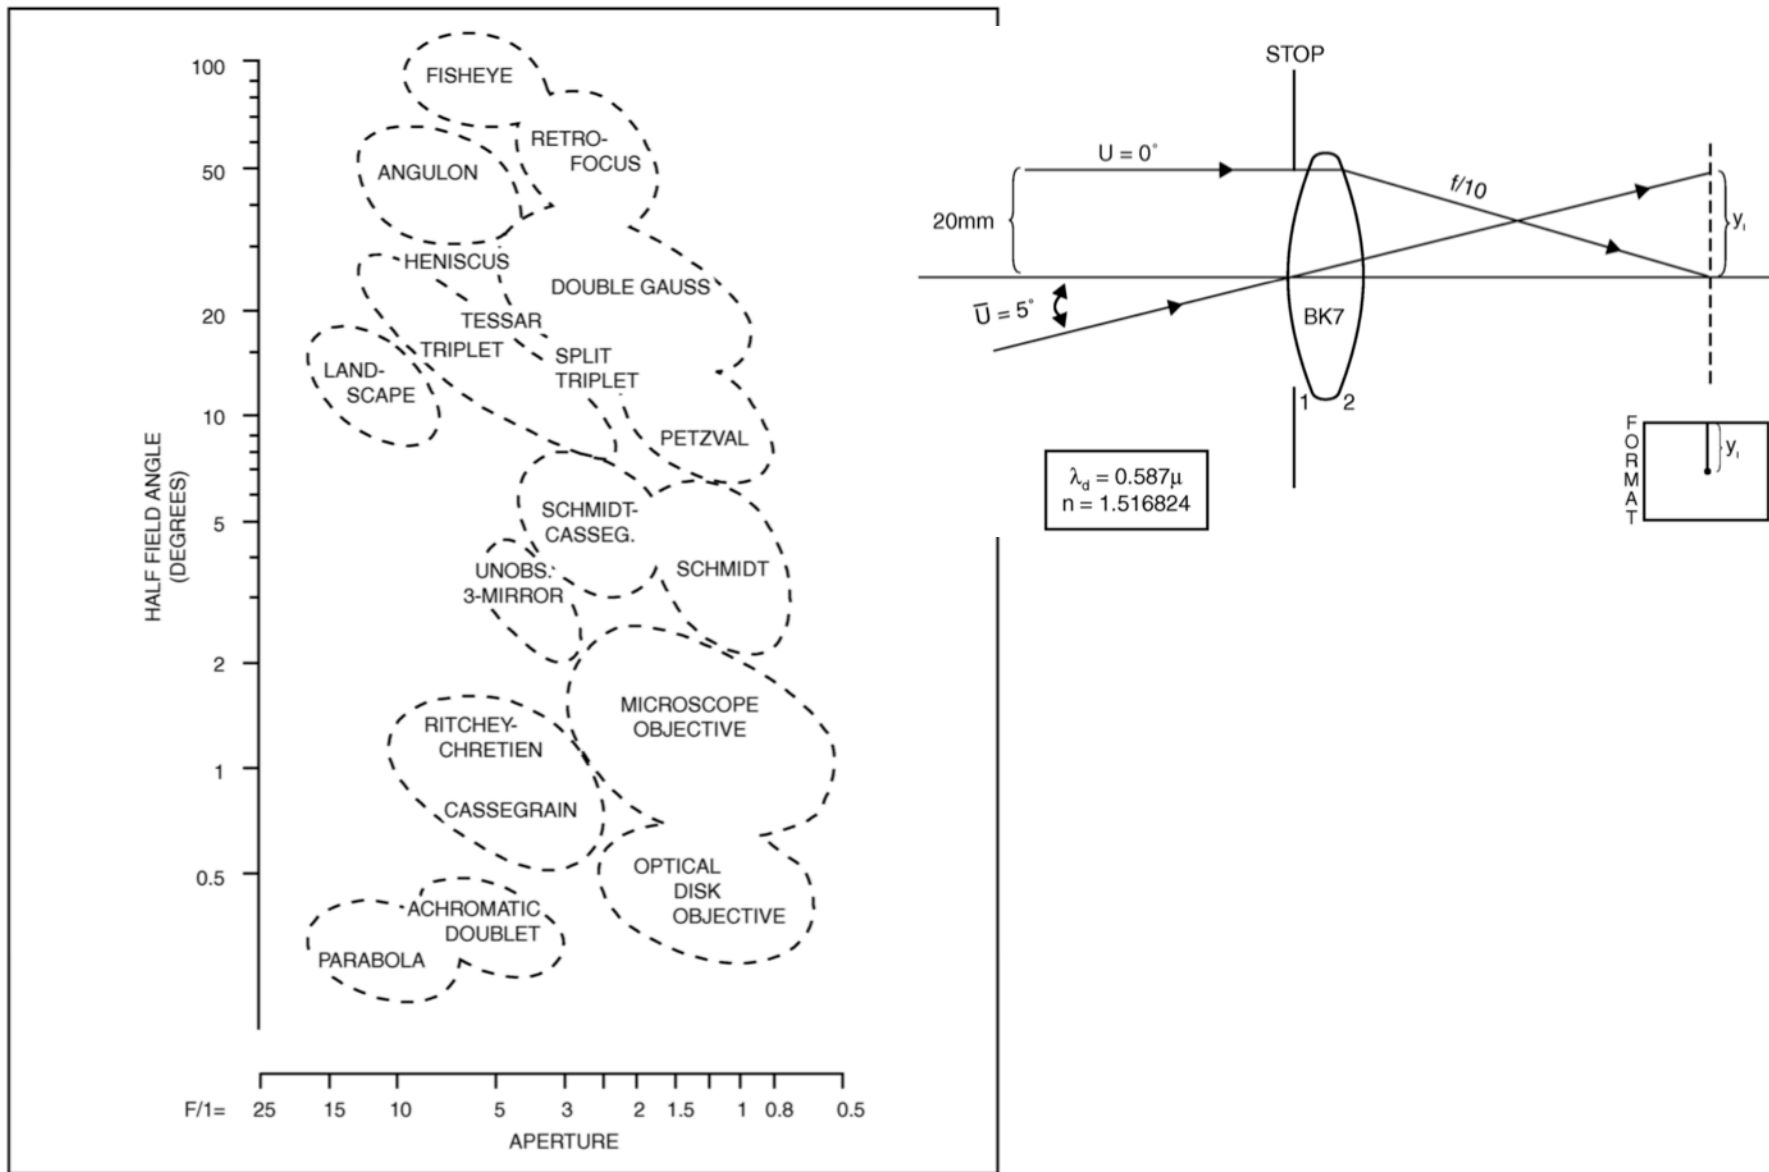 100
50
20
10
5
2
1
0.5
HALF FIELD ANGLE
(DEGREES)
FISHEYE
RETRO-
FOCUS
ANGULON
HENISCUS
DOUBLE GAUSS
TESSAR
TRIPLET
SPLIT
TRIPLET
LAND-
SCAPE
PETZVAL
SCHMIDT-
CASSEG.
SCHMIDT
UNOBS.
3-MIRROR
MICROSCOPE
OBJECTIVE
RITCHEY-
CHRETIEN
CASSEGRAIN
OPTICAL
DISK
OBJECTIVE
ACHROMATIC
DOUBLET
PARABOLA
F/1= 25 15 10 5 3 2 1.5 1 0.8 0.5
APERTURE
STOP
U = 0°
20mm
f/10
yᵢ
U̅ = 5°
BK7
1 2
λd = 0.587μ
n = 1.516824
FORMAT
yᵢ